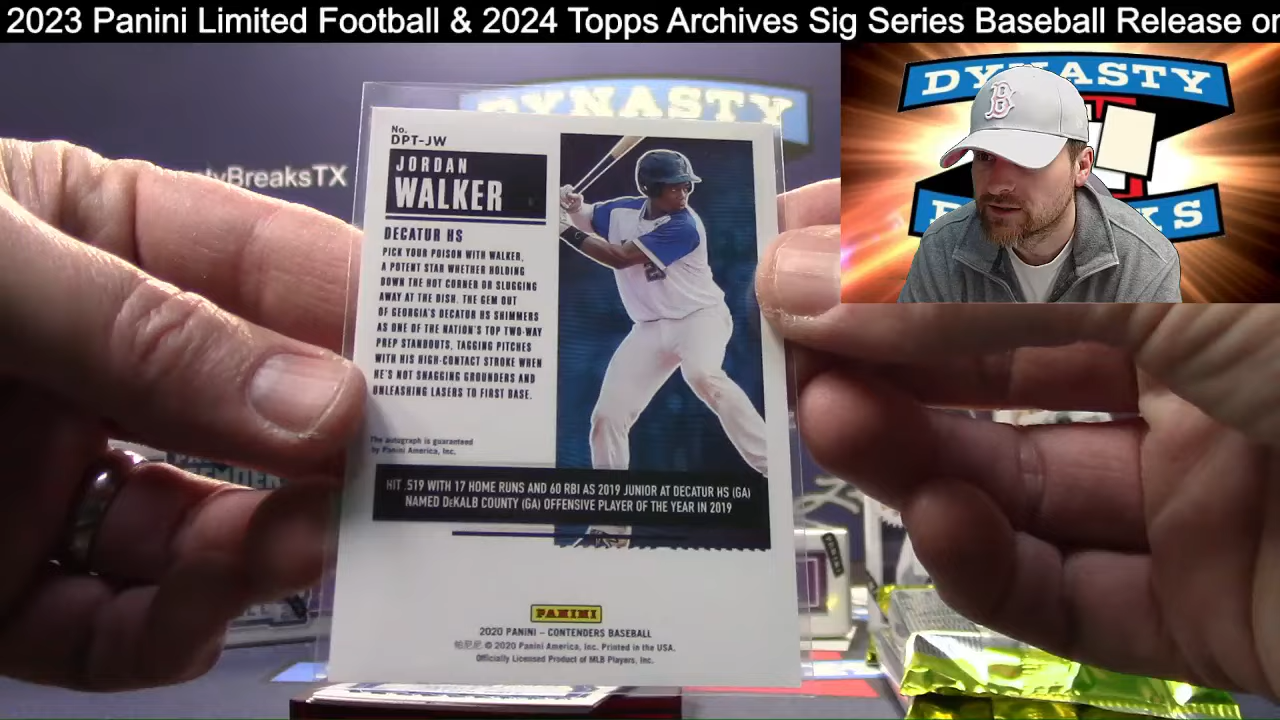 2023 Panini Limited Football & 2024 Topps Archives Sig Series Baseball Release or
DYNASTY
BreaksTX
No.
DPT-JW
JORDAN
WALKER
DECATUR HS
PICK YOUR POISON WITH WALKER,
A POTENT STAR WHETHER HOLDING
DOWN THE HOT CORNER OR SLUGGING
AWAY AT THE DISH. THE GEM OUT
OF GEORGIA'S DECATUR HS SHIMMERS
AS ONE OF THE NATION'S TOP TWO-WAY
PREP STANDOUTS, TAGGING PITCHES
WITH HIS HIGH-CONTACT STROKE WHEN
HE'S NOT SHAGGING GROUNDERS AND
UNLEASHING LASERS TO FIRST BASE.
The autograph is guaranteed
by Panini America, Inc.
HIT .519 WITH 17 HOME RUNS AND 60 RBI AS 2019 JUNIOR AT DECATUR HS (GA)
NAMED DeKALB COUNTY (GA) OFFENSIVE PLAYER OF THE YEAR IN 2019
PANINI
2020 PANINI – CONTENDERS BASEBALL
帕尼尼 © 2020 Panini America, Inc. Printed in the USA.
Officially Licensed Product of MLB Players, Inc.
DYNASTY
B
KS
PANINI